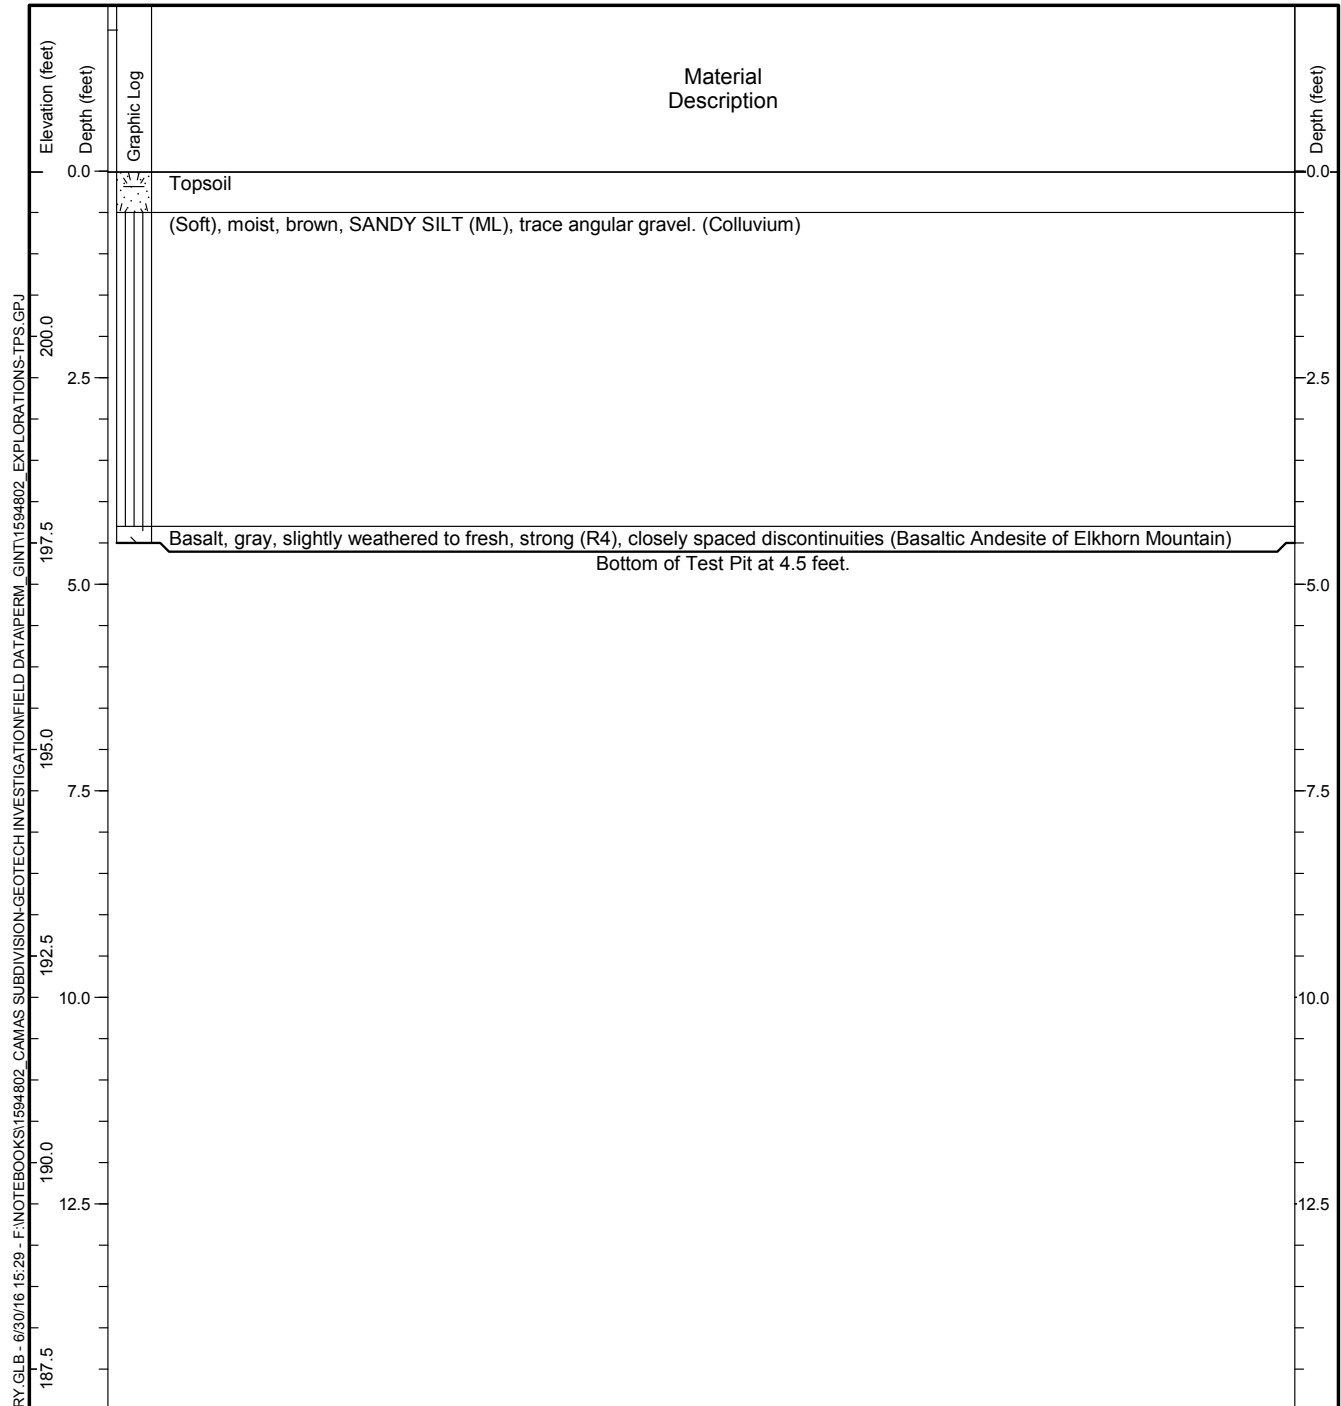 Elevation (feet)
Depth (feet)
Graphic Log
Material
Description
Depth (feet)
0.0
Topsoil
0.0
(Soft), moist, brown, SANDY SILT (ML), trace angular gravel. (Colluvium)
200.0
2.5
2.5
197.5
Basalt, gray, slightly weathered to fresh, strong (R4), closely spaced discontinuities (Basaltic Andesite of Elkhorn Mountain)
Bottom of Test Pit at 4.5 feet.
5.0
5.0
195.0
7.5
7.5
192.5
10.0
10.0
190.0
12.5
12.5
187.5
RY.GLB - 6/30/16 15:29 - F:\NOTEBOOKS\1594802_CAMAS SUBDIVISION-GEOTECH INVESTIGATION\FIELD DATA\PERM_GINT\1594802_EXPLORATIONS-TPS.GPJ